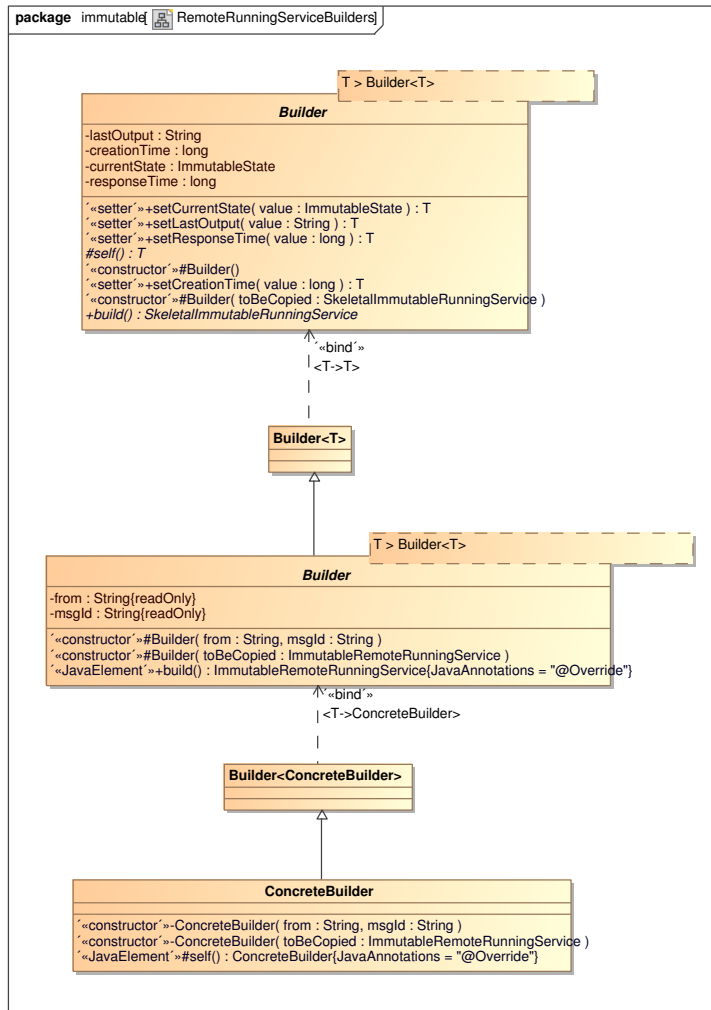 package immutable[ RemoteRunningServiceBuilders]
T > Builder<T>
Builder
-lastOutput : String
-creationTime : long
-currentState : ImmutableState
-responseTime : long
´«setter´»+setCurrentState( value : ImmutableState ) : T
´«setter´»+setLastOutput( value : String ) : T
´«setter´»+setResponseTime( value : long ) : T
#self() : T
´«constructor´»#Builder()
´«setter´»+setCreationTime( value : long ) : T
´«constructor´»#Builder( toBeCopied : SkeletalImmutableRunningService )
+build() : SkeletalImmutableRunningService
´«bind´»
<T->T>
Builder<T>
T > Builder<T>
Builder
-from : String{readOnly}
-msgId : String{readOnly}
´«constructor´»#Builder( from : String, msgId : String )
´«constructor´»#Builder( toBeCopied : ImmutableRemoteRunningService )
´«JavaElement´»+build() : ImmutableRemoteRunningService{JavaAnnotations = "@Override"}
´«bind´»
<T->ConcreteBuilder>
Builder<ConcreteBuilder>
ConcreteBuilder
´«constructor´»-ConcreteBuilder( from : String, msgId : String )
´«constructor´»-ConcreteBuilder( toBeCopied : ImmutableRemoteRunningService )
´«JavaElement´»#self() : ConcreteBuilder{JavaAnnotations = "@Override"}